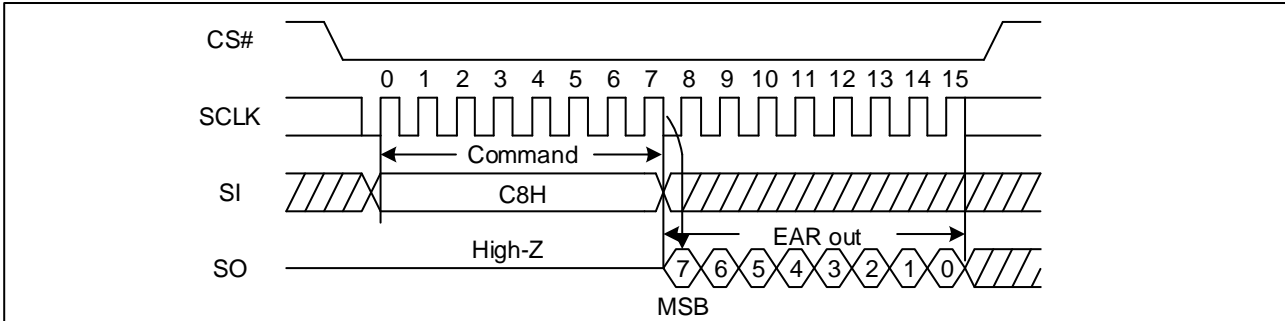 CS#
0 1 2 3 4 5 6 7 8 9 10 11 12 13 14 15
SCLK
Command
SI
C8H
EAR out
High-Z
SO
7 6 5 4 3 2 1 0
MSB